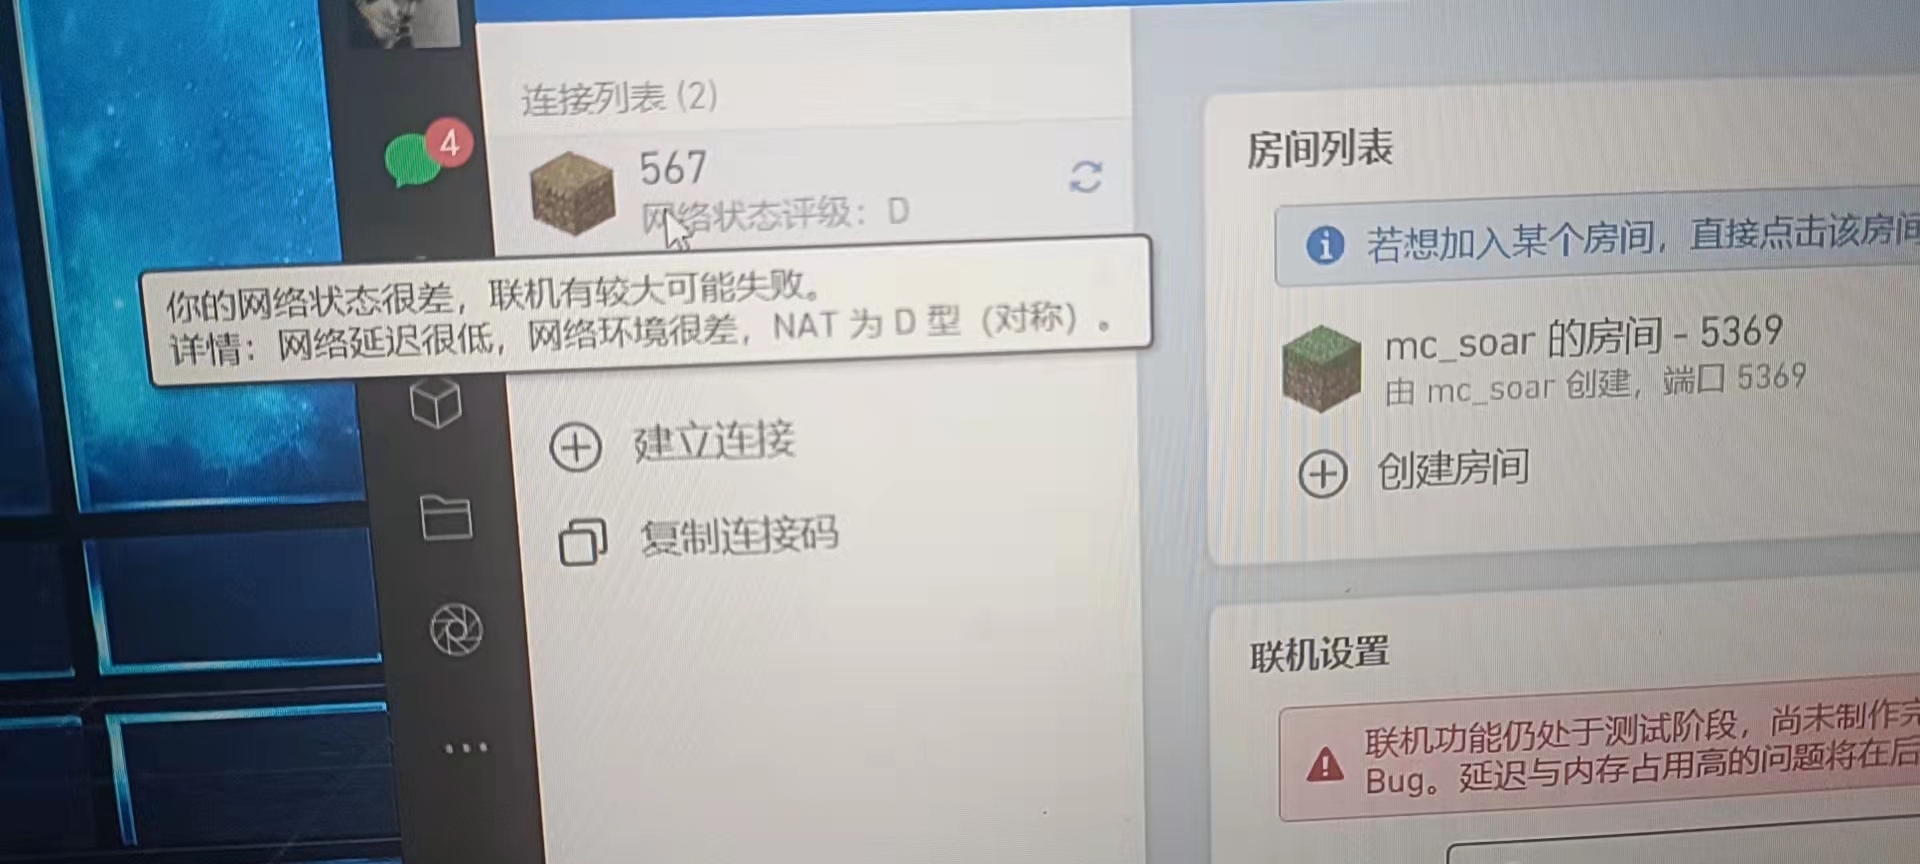 连接列表 (2)
4
567
网络状态评级：D
你的网络状态很差，联机有较大可能失败。
详情：网络延迟很低，网络环境很差，NAT 为 D 型（对称）。
建立连接
复制连接码
房间列表
若想加入某个房间，直接点击该房间
mc_soar 的房间 - 5369
由 mc_soar 创建，端口 5369
创建房间
联机设置
联机功能仍处于测试阶段，尚未制作完
Bug。延迟与内存占用高的问题将在后